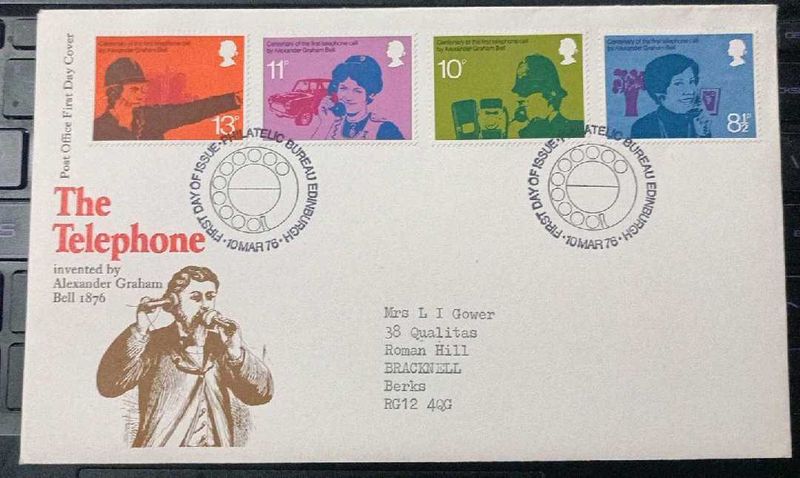 Post Office First Day Cover
Centenary of the first telephone call
by Alexander Graham Bell
13P
Centenary of the first telephone call
by Alexander Graham Bell
11P
Centenary of the first telephone call
by Alexander Graham Bell
10P
Centenary of the first telephone call
by Alexander Graham Bell
8½P
FIRST DAY OF ISSUE · PHILATELIC BUREAU EDINBURGH · 10 MAR 76 ·
FIRST DAY OF ISSUE · PHILATELIC BUREAU EDINBURGH · 10 MAR 76 ·
The
Telephone
invented by
Alexander Graham
Bell 1876
Mrs L I Gower
38 Qualitas
Roman Hill
BRACKNELL
Berks
RG12 4QG